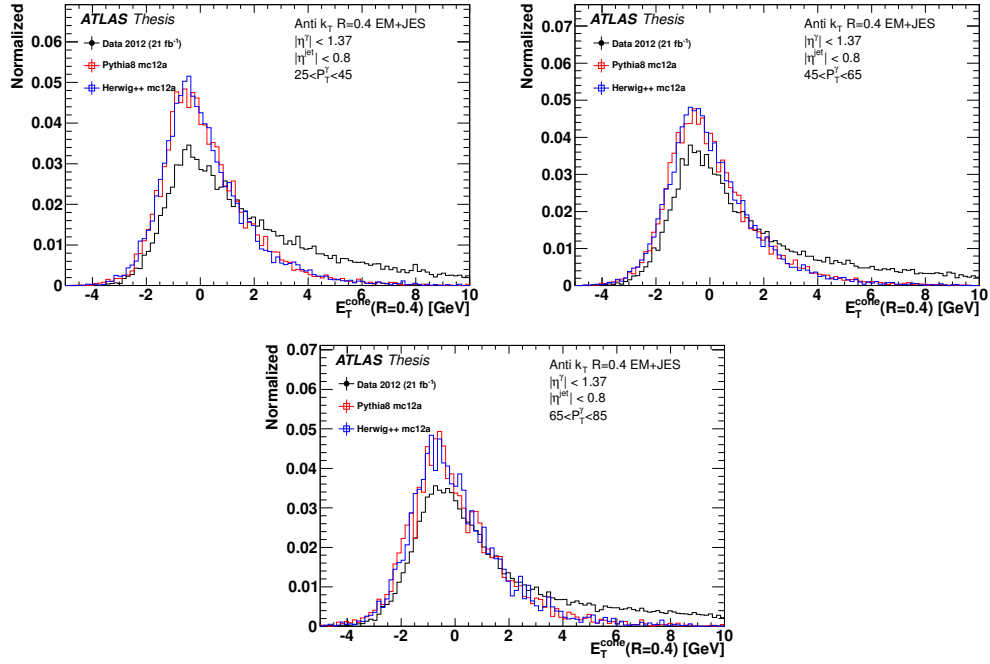 Normalized
0.06
0.05
0.04
0.03
0.02
0.01
0
ATLAS Thesis
Data 2012 (21 fb⁻¹)
Pythia8 mc12a
Herwig++ mc12a
Anti k_T R=0.4 EM+JES
|η^γ| < 1.37
|η^jet| < 0.8
25<P_T^γ<45
-4 -2 0 2 4 6 8 10
E_T^cone(R=0.4) [GeV]
Normalized
0.07
0.06
0.05
0.04
0.03
0.02
0.01
0
ATLAS Thesis
Data 2012 (21 fb⁻¹)
Pythia8 mc12a
Herwig++ mc12a
Anti k_T R=0.4 EM+JES
|η^γ| < 1.37
|η^jet| < 0.8
45<P_T^γ<65
-4 -2 0 2 4 6 8 10
E_T^cone(R=0.4) [GeV]
Normalized
0.07
0.06
0.05
0.04
0.03
0.02
0.01
0
ATLAS Thesis
Data 2012 (21 fb⁻¹)
Pythia8 mc12a
Herwig++ mc12a
Anti k_T R=0.4 EM+JES
|η^γ| < 1.37
|η^jet| < 0.8
65<P_T^γ<85
-4 -2 0 2 4 6 8 10
E_T^cone(R=0.4) [GeV]